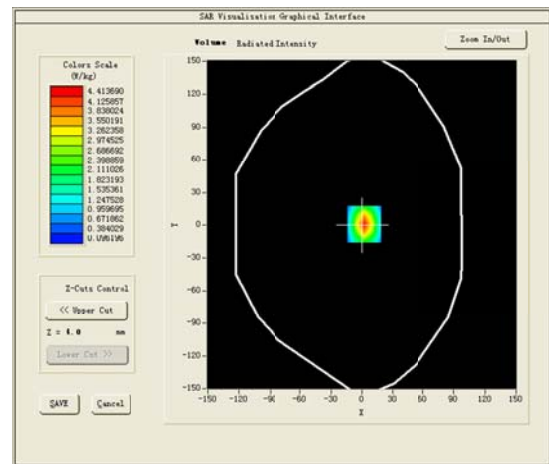 SAR Visualisation Graphical Interface
Volume Radiated Intensity
Zoom In/Out
Colors Scale
(W/kg)
4.413690
4.125857
3.838024
3.550191
3.262358
2.974525
2.686692
2.398859
2.111026
1.823193
1.535361
1.247528
0.959695
0.671862
0.384029
0.096196
Z-Cuts Control
<< Upper Cut
Z = 4.0 mm
Lower Cut >>
SAVE Cancel
150
120
90
60
30
Y 0
-30
-60
-90
-120
-150
-150 -120 -90 -60 -30 0 30 60 90 120 150
X